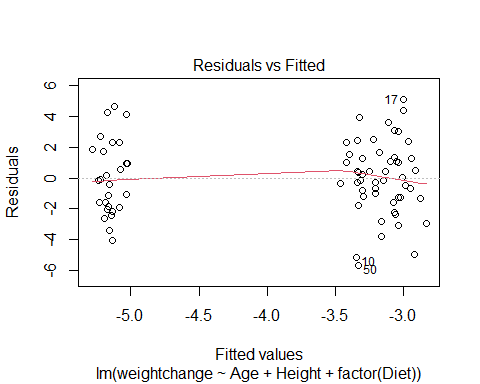 Residuals vs Fitted
6
4
2
0
-2
-4
-6
Residuals
17
10
50
-5.0 -4.5 -4.0 -3.5 -3.0
Fitted values
lm(weightchange ~ Age + Height + factor(Diet))